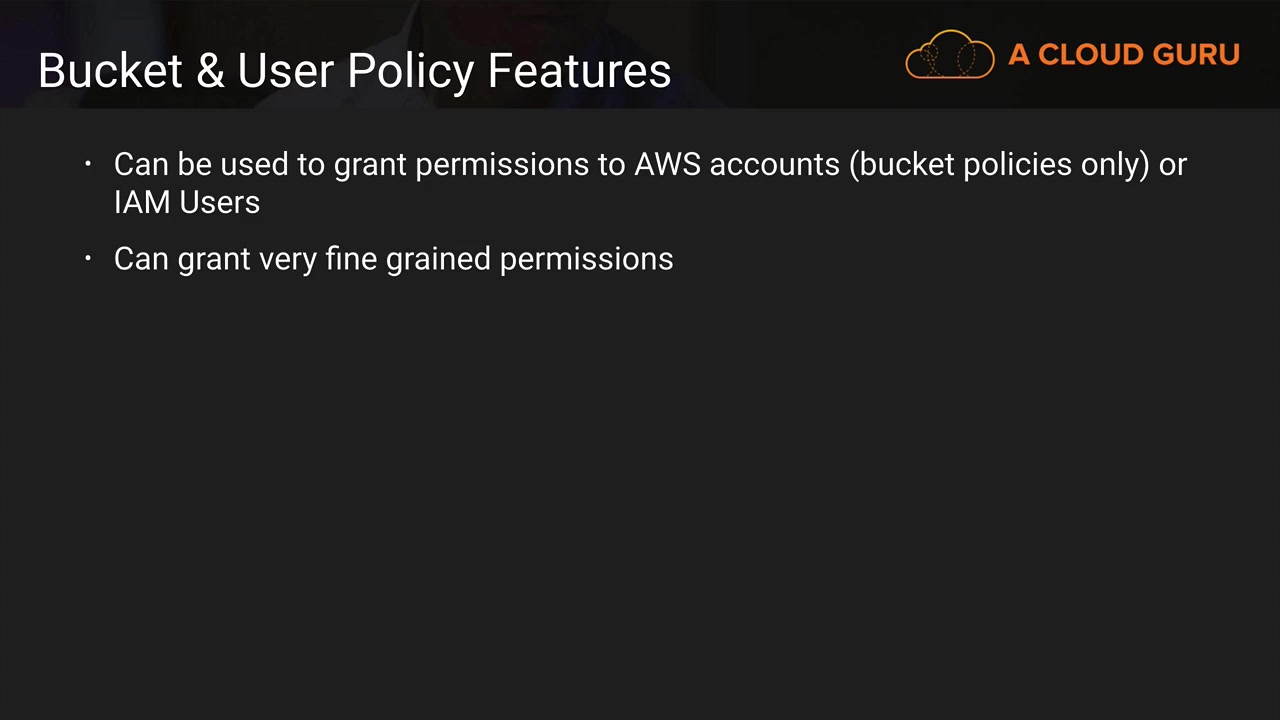 Bucket & User Policy Features
A CLOUD GURU
· Can be used to grant permissions to AWS accounts (bucket policies only) or
IAM Users
· Can grant very fine grained permissions